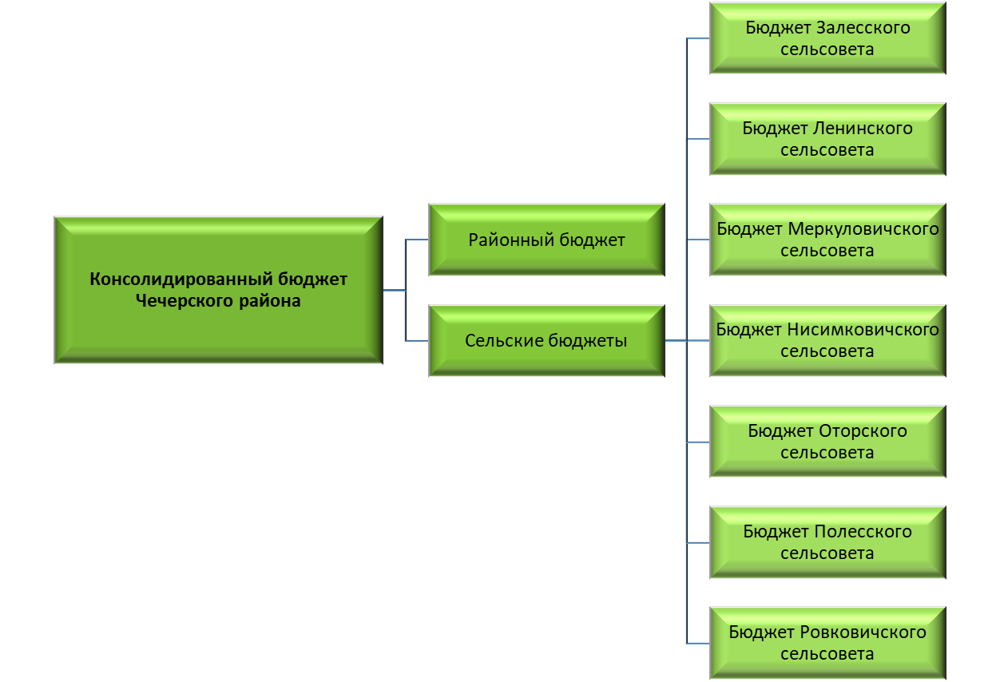 Консолидированный бюджет
Чечерского района
Районный бюджет
Сельские бюджеты
Бюджет Залесского
сельсовета
Бюджет Ленинского
сельсовета
Бюджет Меркуловичского
сельсовета
Бюджет Нисимковичского
сельсовета
Бюджет Оторского
сельсовета
Бюджет Полесского
сельсовета
Бюджет Ровковичского
сельсовета